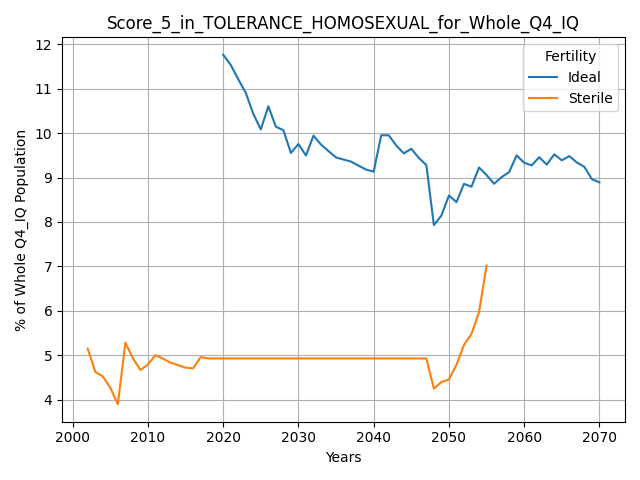 Score_5_in_TOLERANCE_HOMOSEXUAL_for_Whole_Q4_IQ
Fertility
Ideal
Sterile
% of Whole Q4_IQ Population
12
11
10
9
8
7
6
5
4
2000 2010 2020 2030 2040 2050 2060 2070
Years